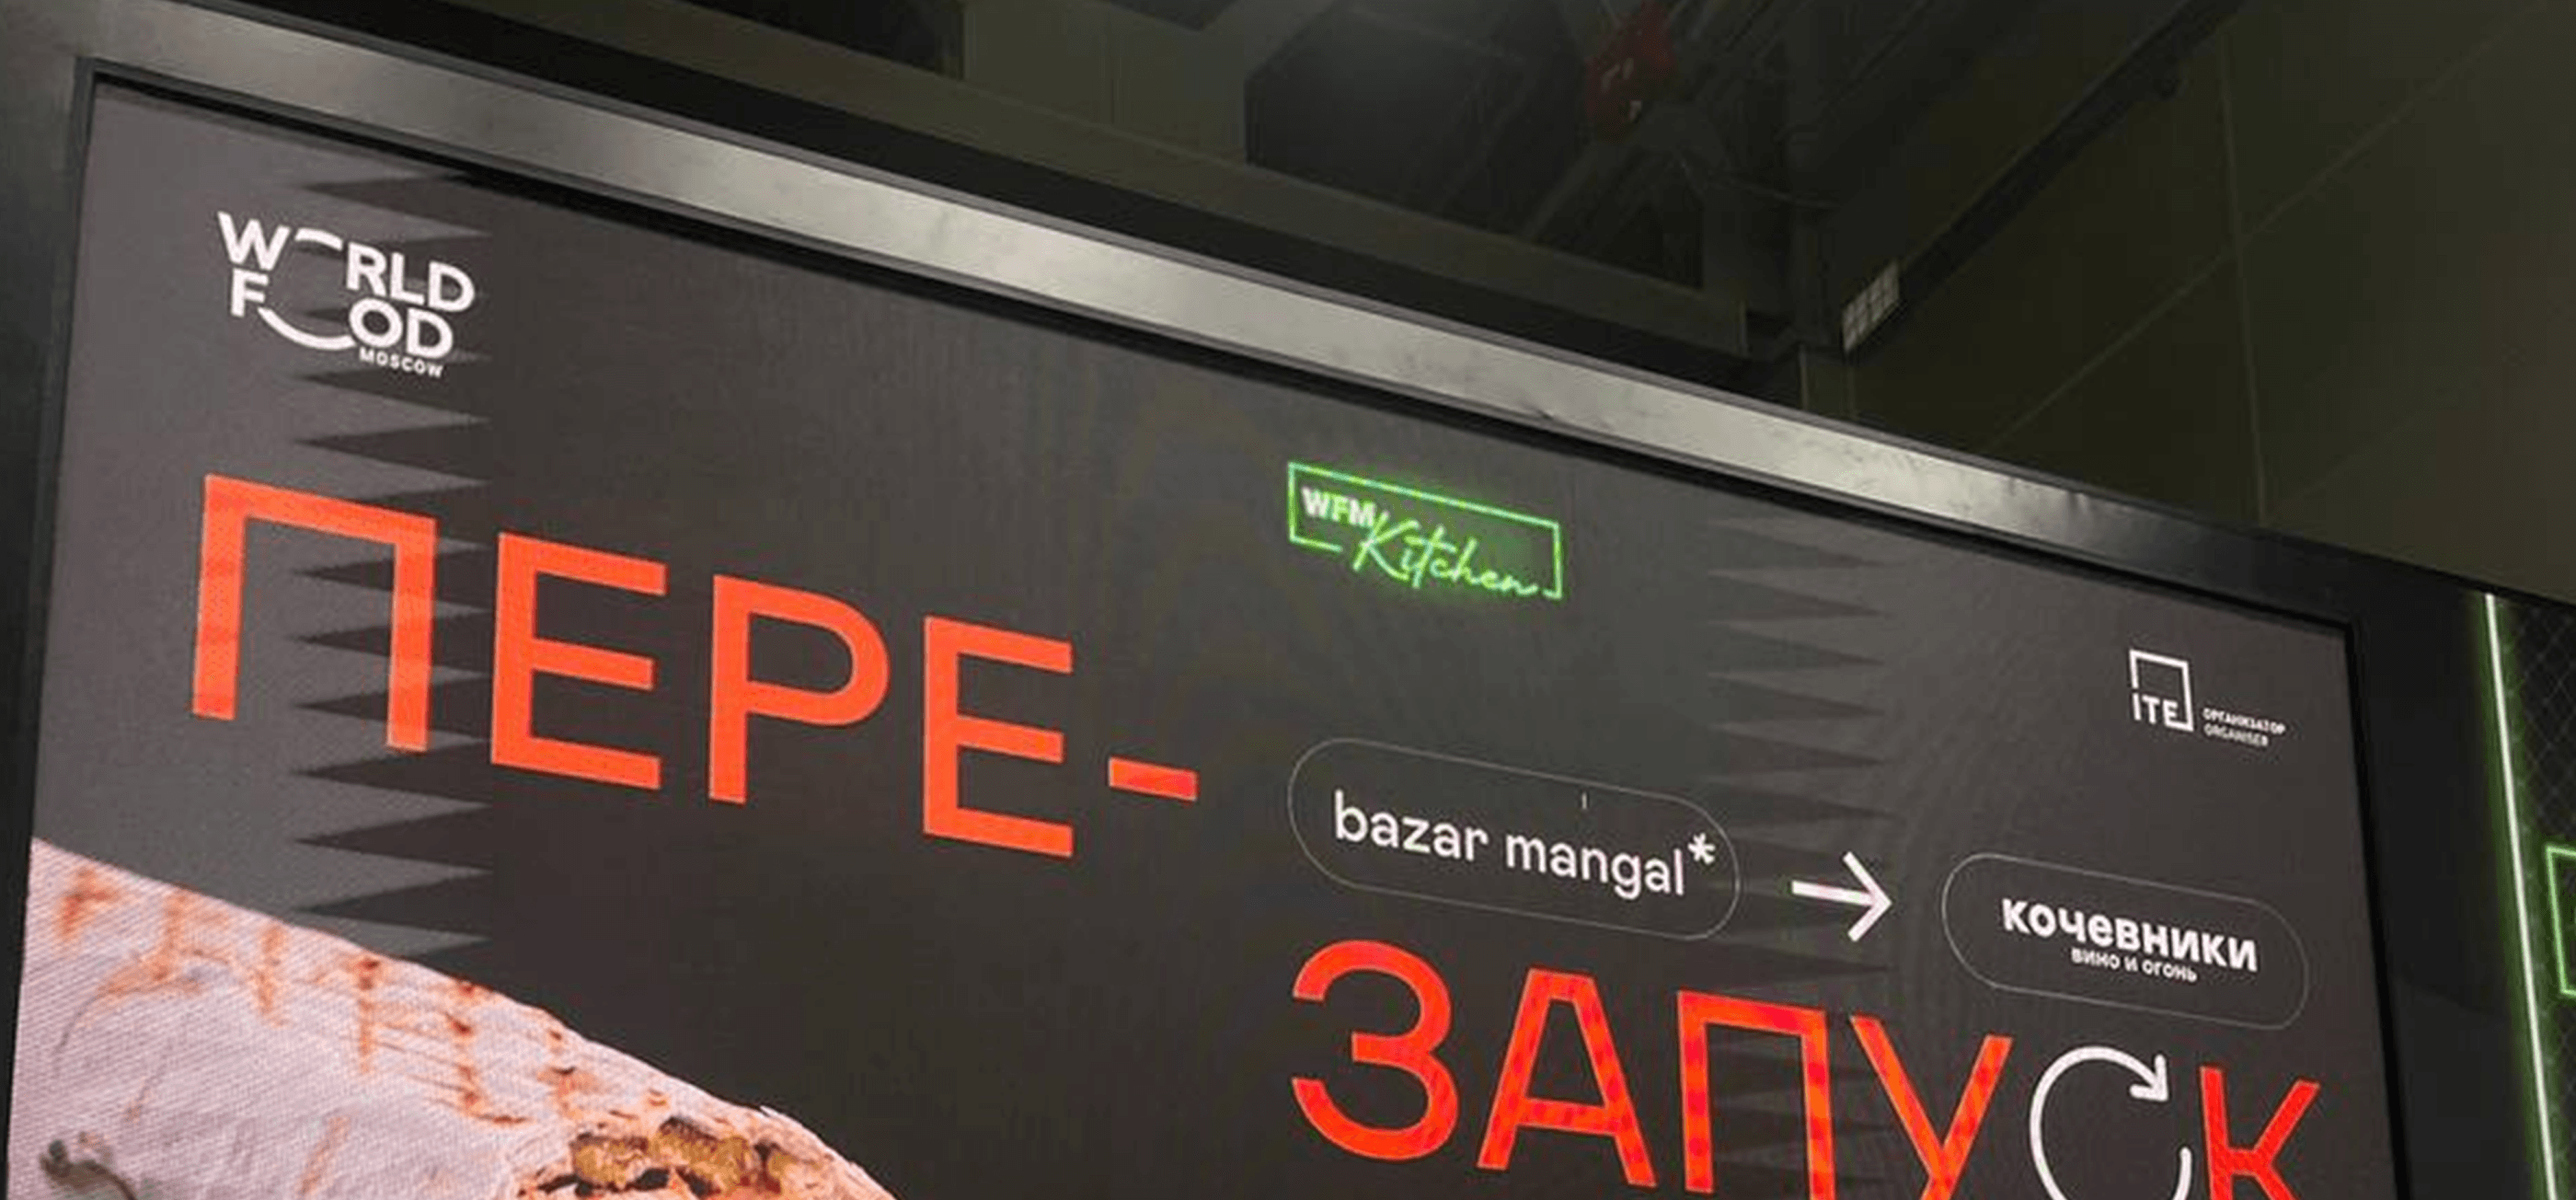 WORLD
FOOD
MOSCOW
WFM
Kitchen
ITE
ОРГАНИЗАТОР
ORGANISER
ПЕРЕ-
bazar mangal* → кочевники
вино и огонь
ЗАПУСК